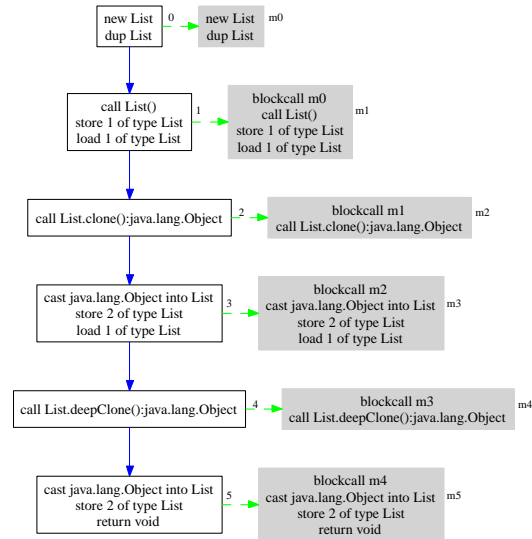 new List
dup List
0
new List
dup List
m0
call List()
store 1 of type List
load 1 of type List
1
blockcall m0
call List()
store 1 of type List
load 1 of type List
m1
call List.clone():java.lang.Object
2
blockcall m1
call List.clone():java.lang.Object
m2
cast java.lang.Object into List
store 2 of type List
load 1 of type List
3
blockcall m2
cast java.lang.Object into List
store 2 of type List
load 1 of type List
m3
call List.deepClone():java.lang.Object
4
blockcall m3
call List.deepClone():java.lang.Object
m4
cast java.lang.Object into List
store 2 of type List
return void
5
blockcall m4
cast java.lang.Object into List
store 2 of type List
return void
m5